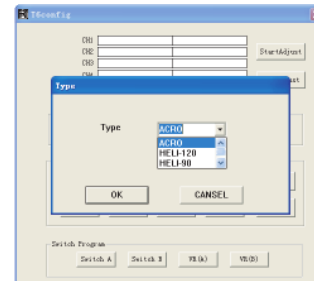 T6config
CH1
CH2 StartAdjust
CH3
CH4
Type
Type ACRO
ACRO
HELI-120
HELI-90
OK CANSEL
Switch Program
Switch A Switch B VR(A) VR(B)